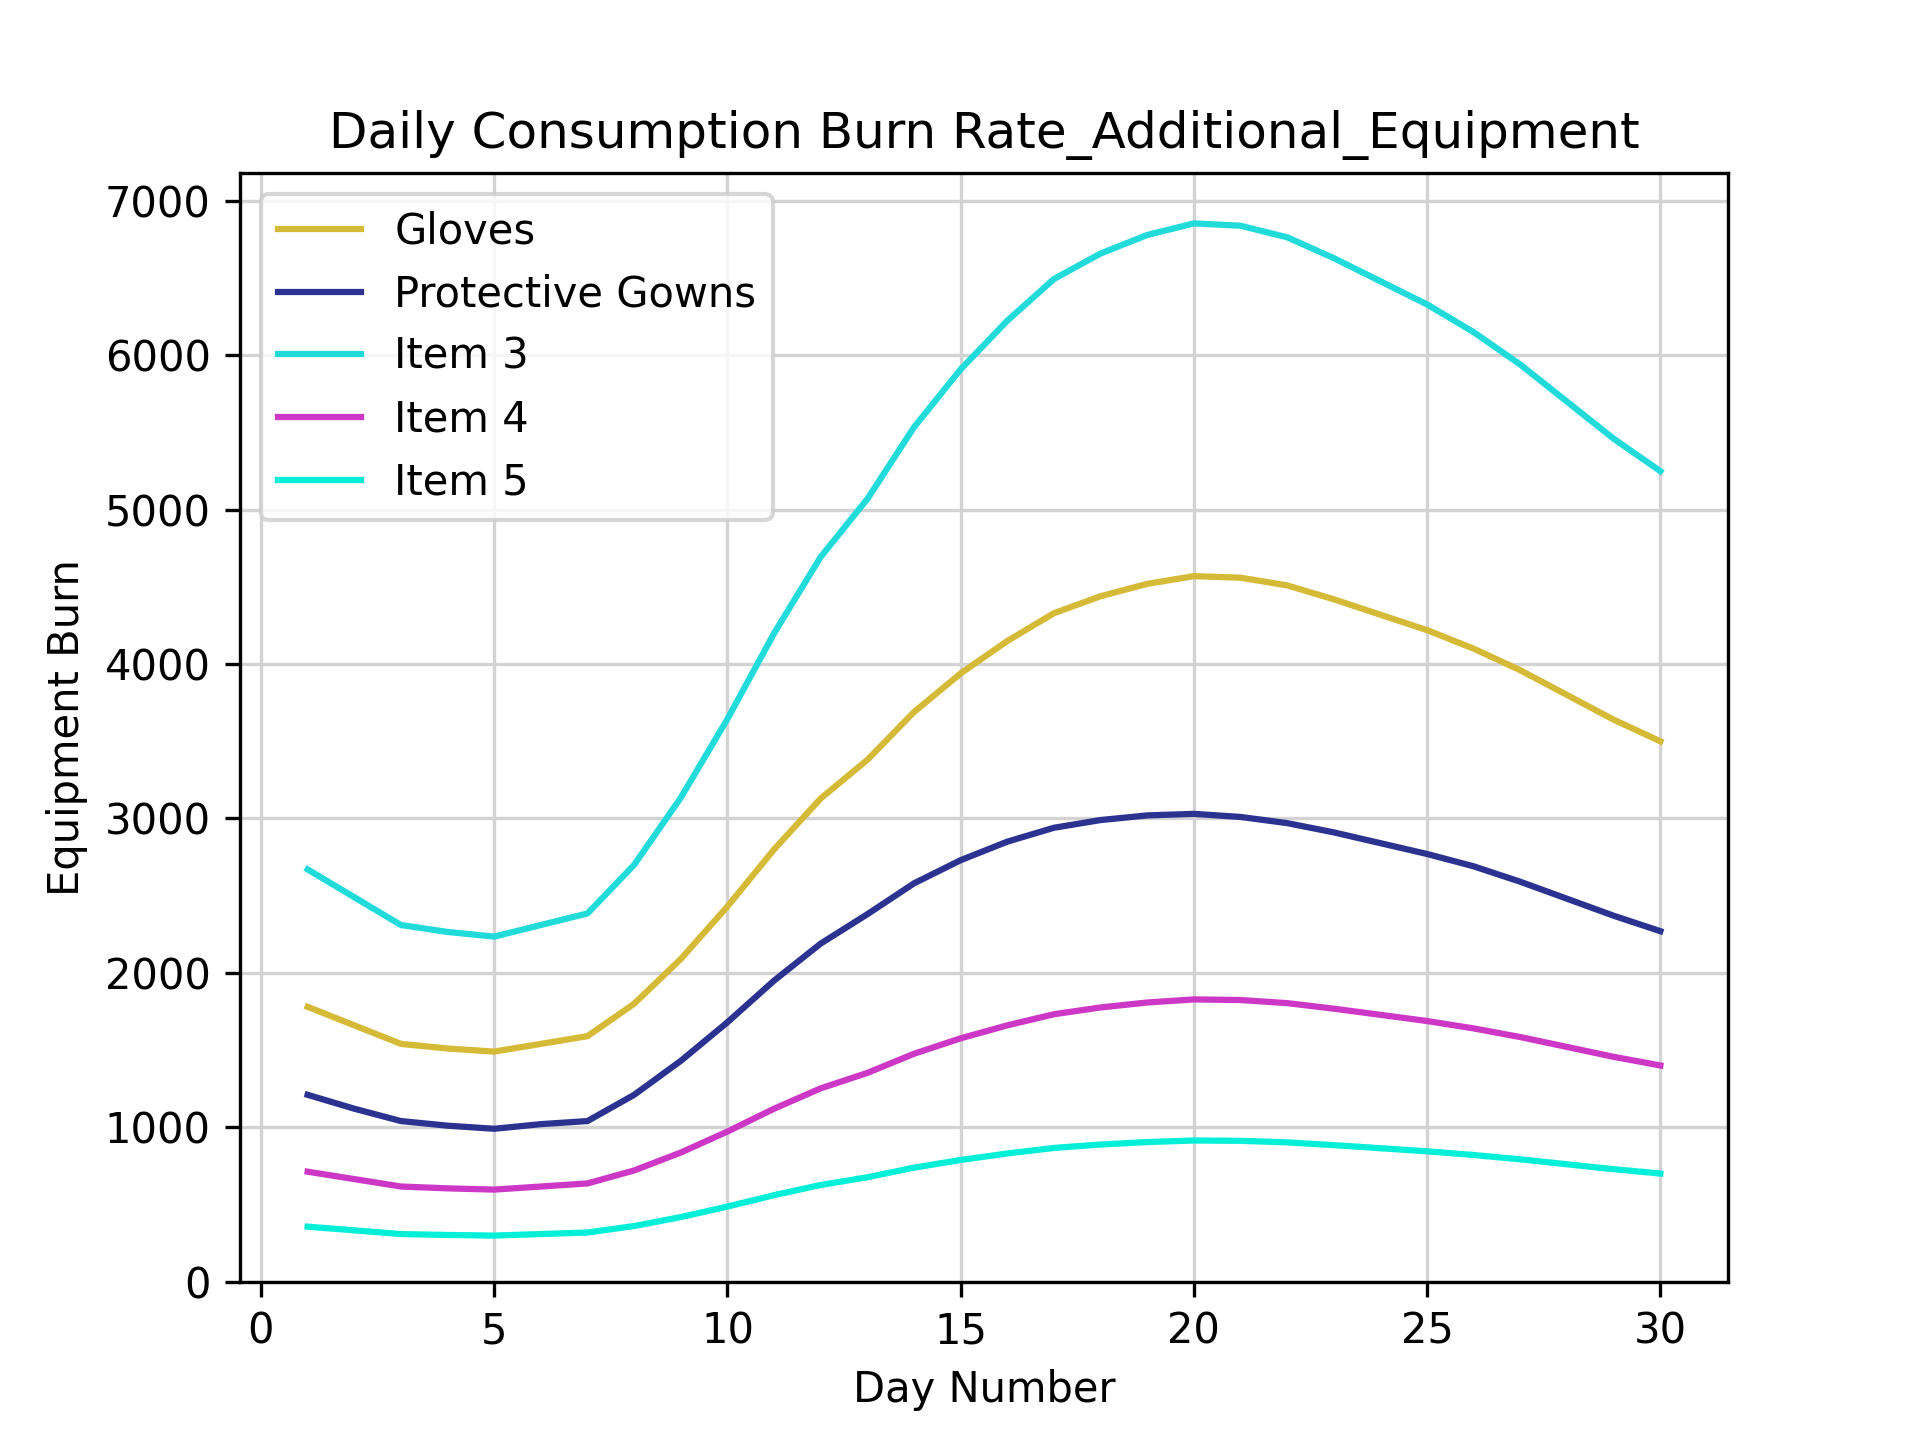 Daily Consumption Burn Rate_Additional_Equipment
7000
6000
5000
4000
3000
2000
1000
0
Equipment Burn
Gloves
Protective Gowns
Item 3
Item 4
Item 5
0 5 10 15 20 25 30
Day Number